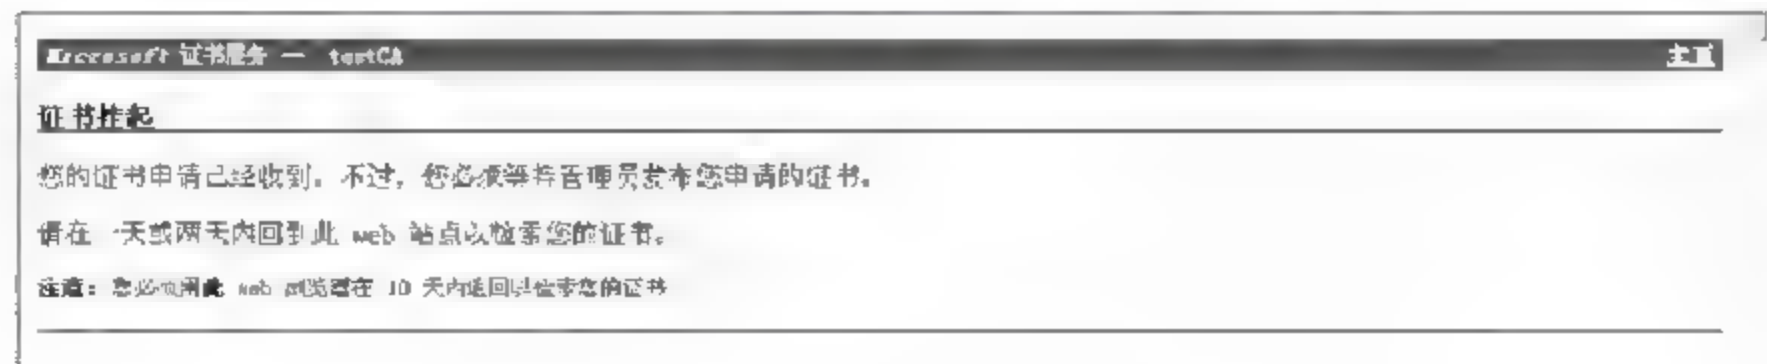 Microsoft 证书服务 — testCA 主页
证书挂起
您的证书申请已经收到。不过，您必须等待管理员发布您申请的证书。
请在一天或两天内回到此 web 站点以检索您的证书。
注意: 您必须用此 web 浏览器在 10 天内返回以检索您的证书